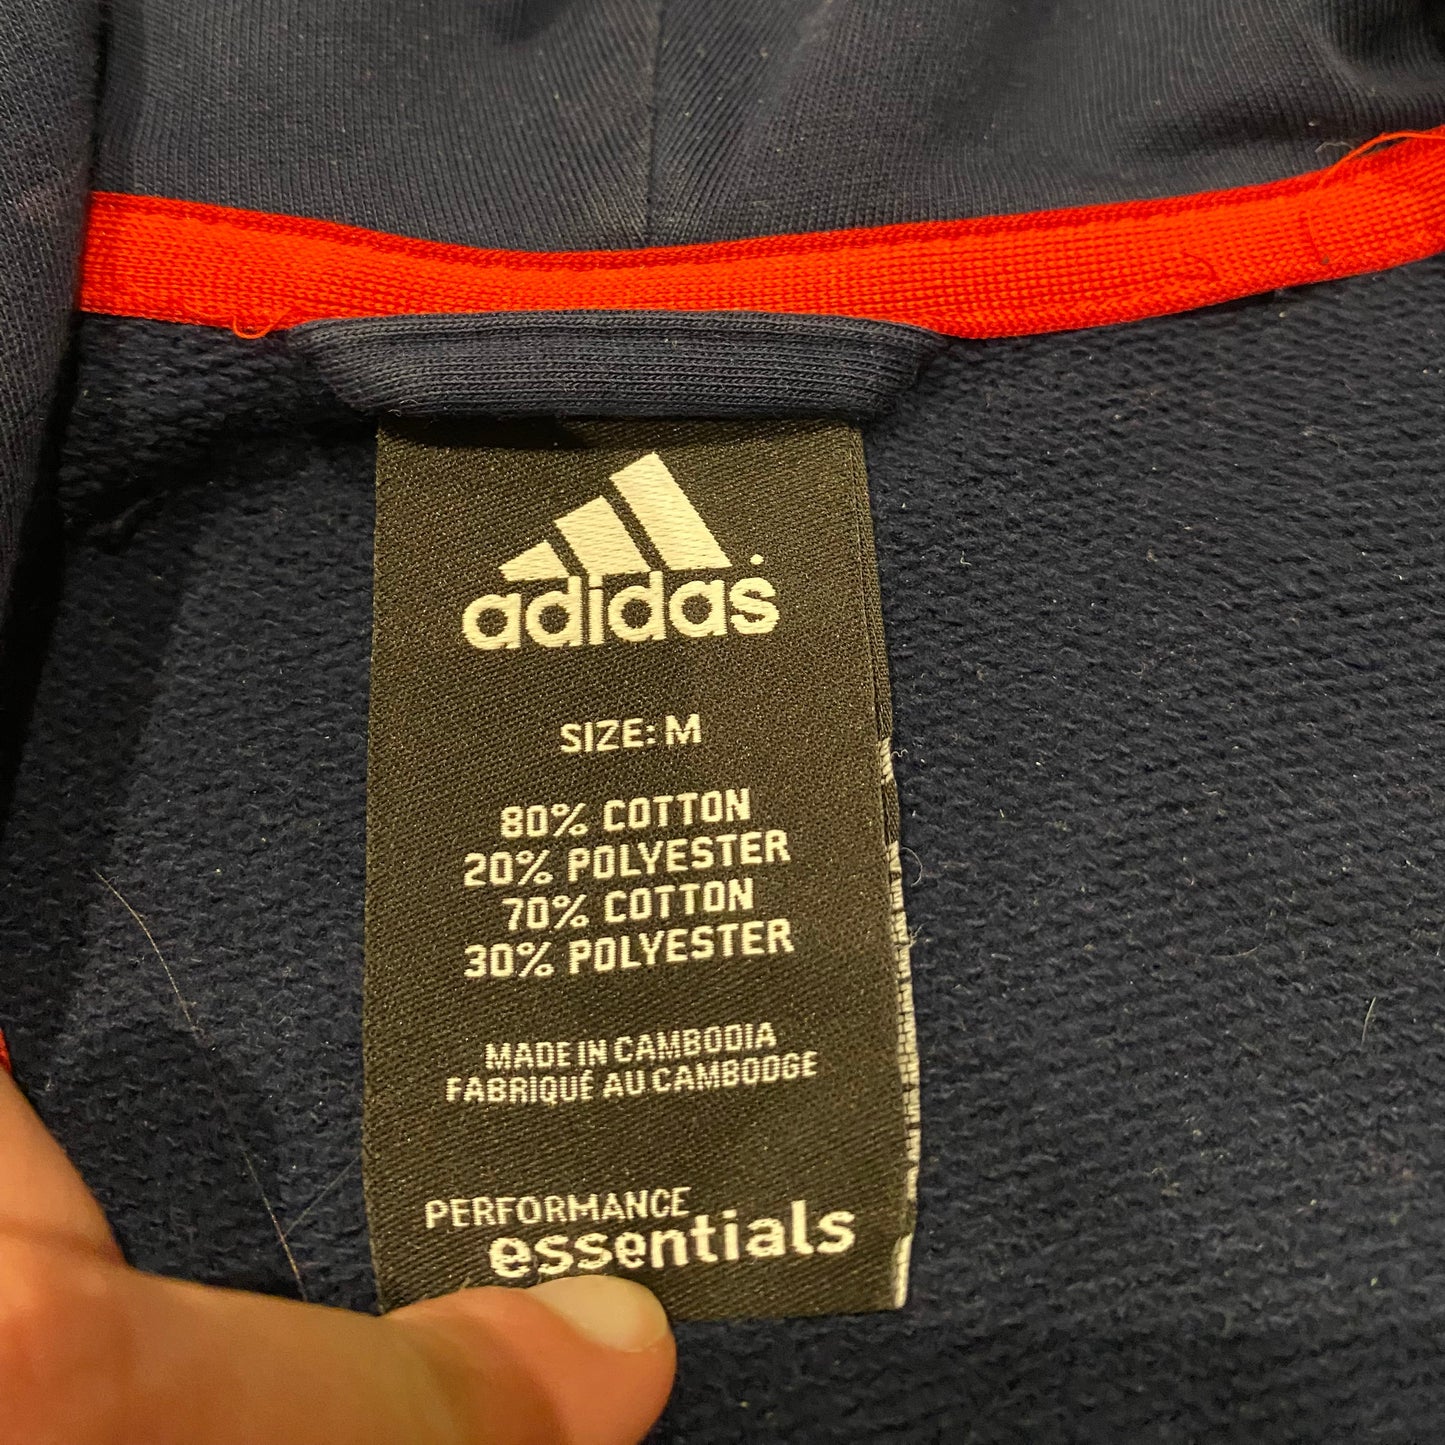 adidas
SIZE: M
80% COTTON
20% POLYESTER
70% COTTON
30% POLYESTER
MADE IN CAMBODIA
FABRIQUÉ AU CAMBODGE
PERFORMANCE
essentials